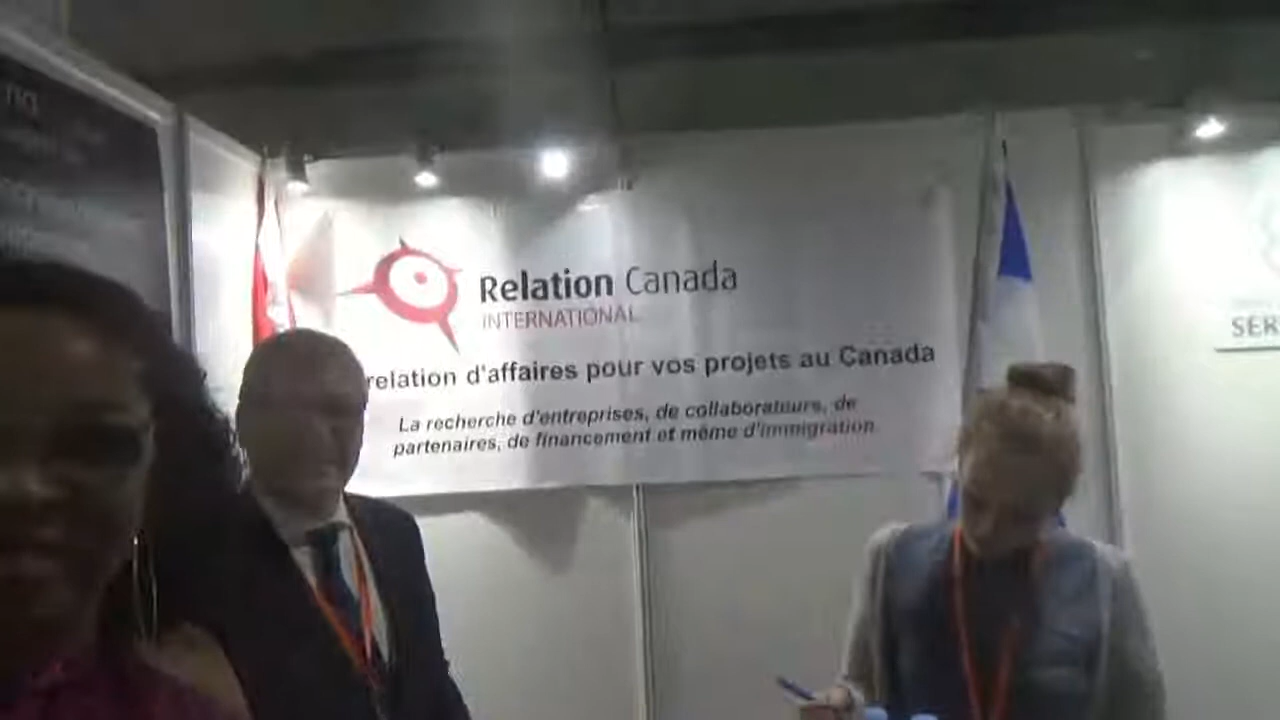 na
Relation Canada
INTERNATIONAL
relation d'affaires pour vos projets au Canada
La recherche d'entreprises, de collaborateurs, de
partenaires, de financement et même d'immigration
SER